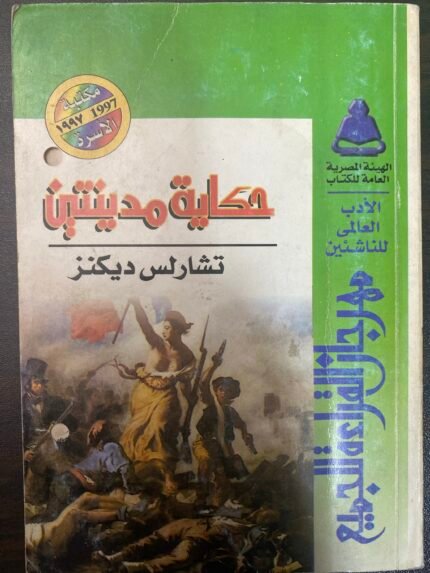 مكتبة
1997 ١٩٩٧
الأسرة
الهيئة المصرية
العامة للكتاب
الأدب
العالمى
للناشئين
حكاية مدينتين
تشارلس ديكنز
مهرجان القراءة للجميع